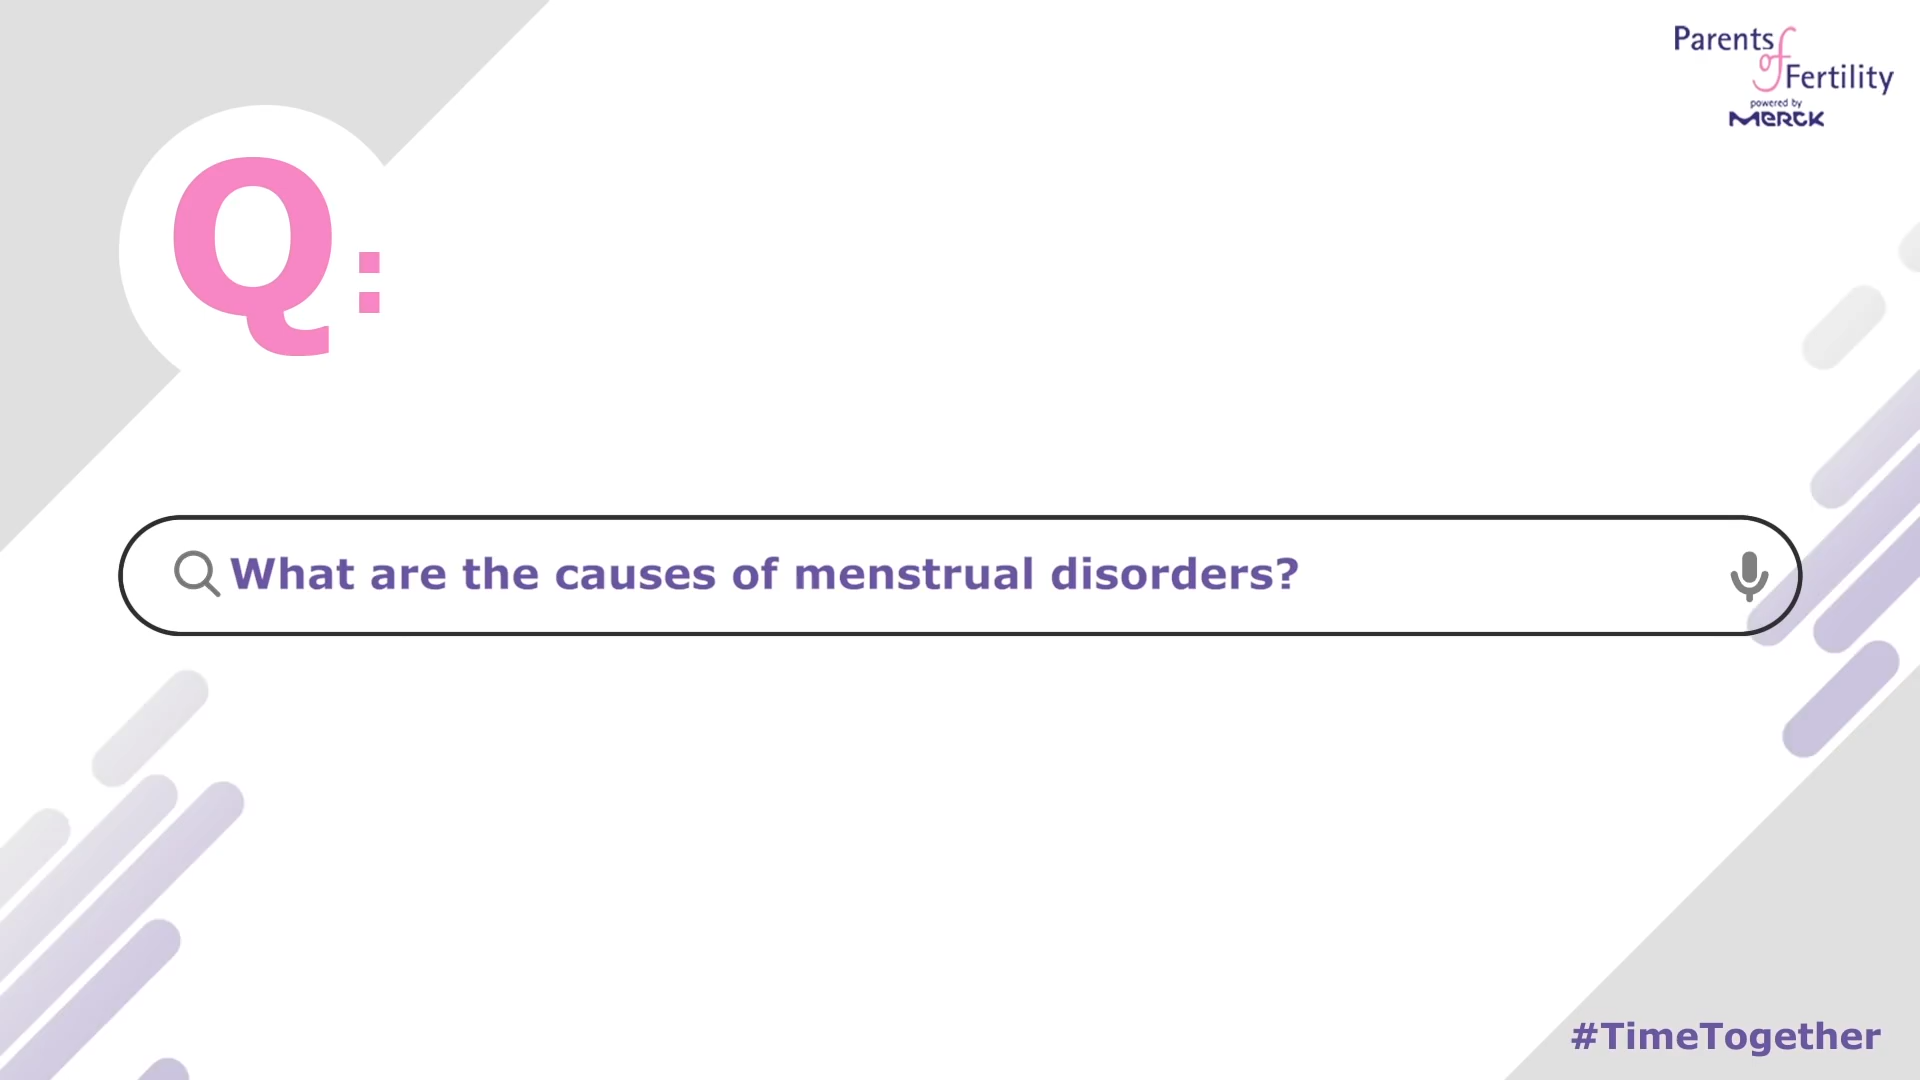 Parents
of
Fertility
powered by
MERCK
Q:
What are the causes of menstrual disorders?
#TimeTogether